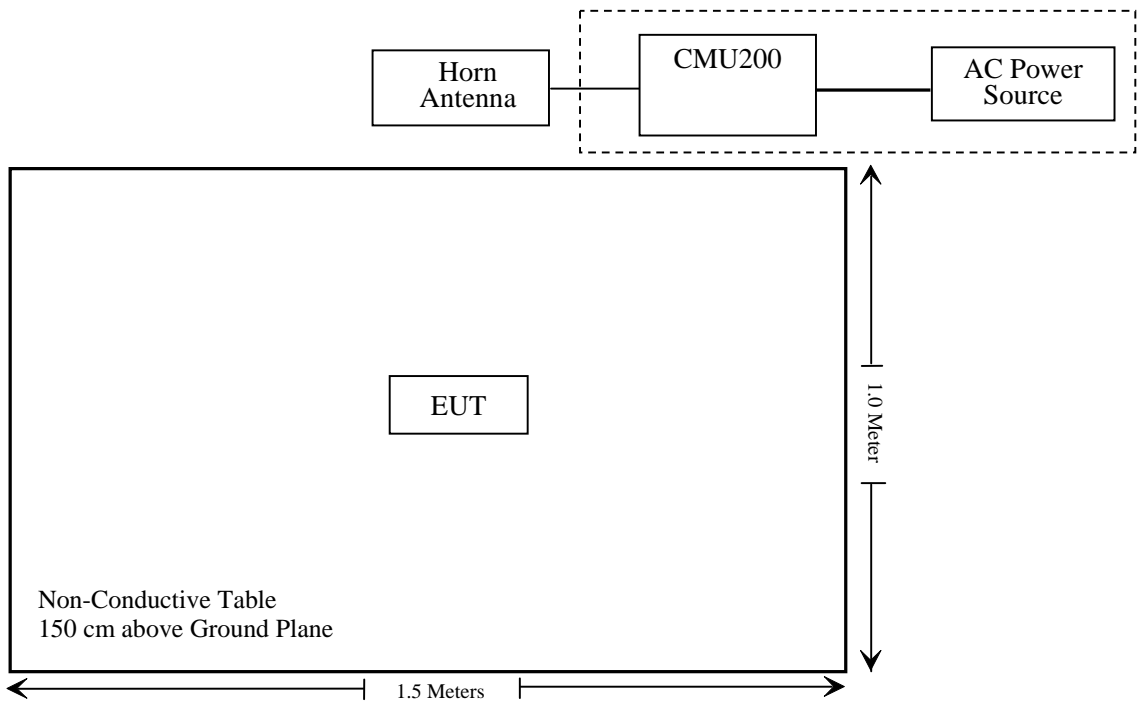 Horn
Antenna
CMU200
AC Power
Source
EUT
1.0 Meter
Non-Conductive Table
150 cm above Ground Plane
1.5 Meters